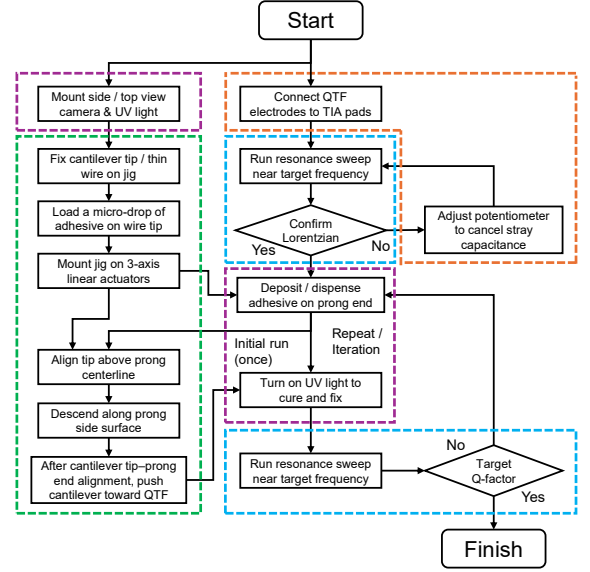 Start
Mount side / top view
camera & UV light
Connect QTF
electrodes to TIA pads
Fix cantilever tip / thin
wire on jig
Run resonance sweep
near target frequency
Load a micro-drop of
adhesive on wire tip
Confirm
Lorentzian
Adjust potentiometer
to cancel stray
capacitance
Yes
No
Mount jig on 3-axis
linear actuators
Deposit / dispense
adhesive on prong end
Initial run
(once)
Repeat /
Iteration
Align tip above prong
centerline
Turn on UV light to
cure and fix
Descend along prong
side surface
After cantilever tip–prong
end alignment, push
cantilever toward QTF
Run resonance sweep
near target frequency
No
Target
Q-factor
Yes
Finish